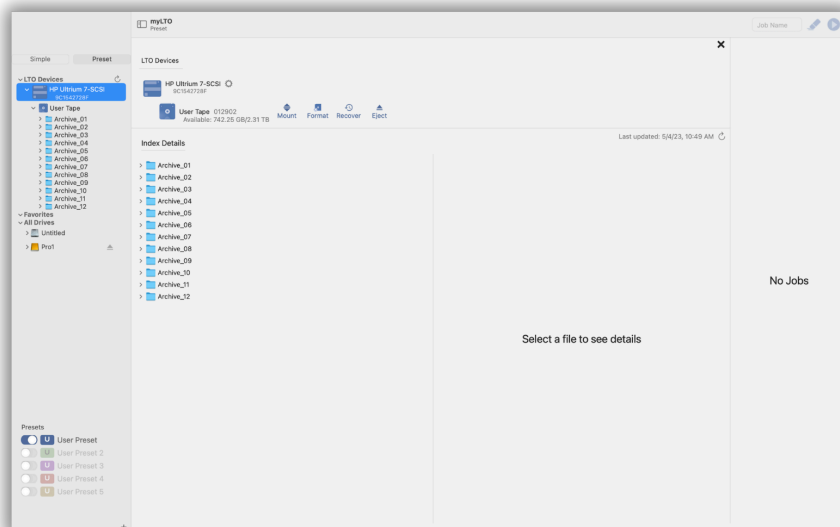 myLTO
Preset
Job Name
Simple
Preset
LTO Devices
HP Ultrium 7-SCSI
9C1542728F
User Tape
Archive_01
Archive_02
Archive_03
Archive_04
Archive_05
Archive_06
Archive_07
Archive_08
Archive_09
Archive_10
Archive_11
Archive_12
Favorites
All Drives
Untitled
Pro1
Presets
U User Preset
U User Preset 2
U User Preset 3
U User Preset 4
U User Preset 5
LTO Devices
HP Ultrium 7-SCSI
9C1542728F
User Tape 012902
Available: 742.25 GB/2.31 TB
Mount
Format
Recover
Eject
Index Details
Last updated: 5/4/23, 10:49 AM
Archive_01
Archive_02
Archive_03
Archive_04
Archive_05
Archive_06
Archive_07
Archive_08
Archive_09
Archive_10
Archive_11
Archive_12
Select a file to see details
No Jobs